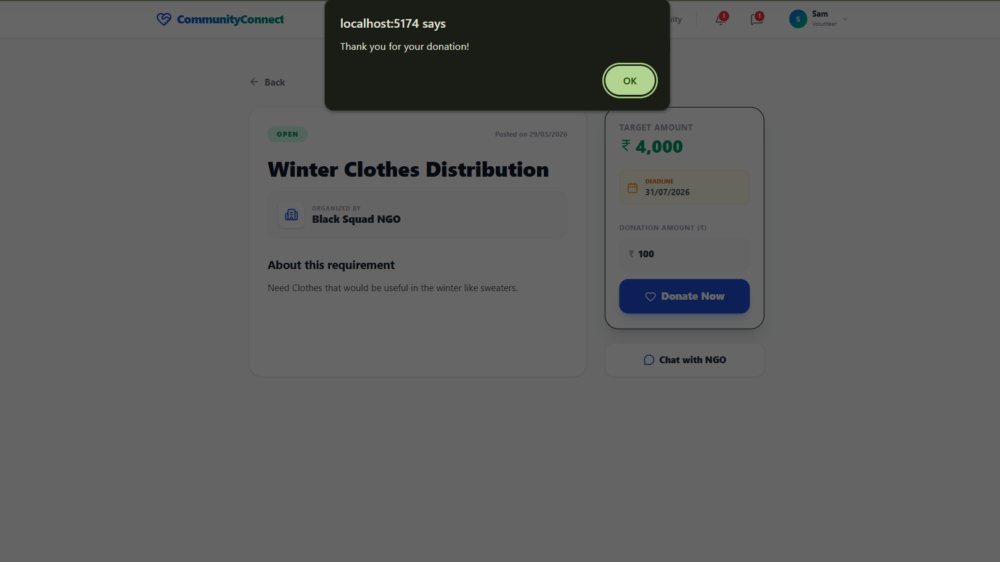 localhost:5174 says
Thank you for your donation!
OK
CommunityConnect
vity
1
1
S
Sam
Volunteer
Back
OPEN
Posted on 29/03/2026
Winter Clothes Distribution
ORGANIZED BY
Black Squad NGO
About this requirement
Need Clothes that would be useful in the winter like sweaters.
TARGET AMOUNT
₹ 4,000
DEADLINE
31/07/2026
DONATION AMOUNT (₹)
₹ 100
Donate Now
Chat with NGO